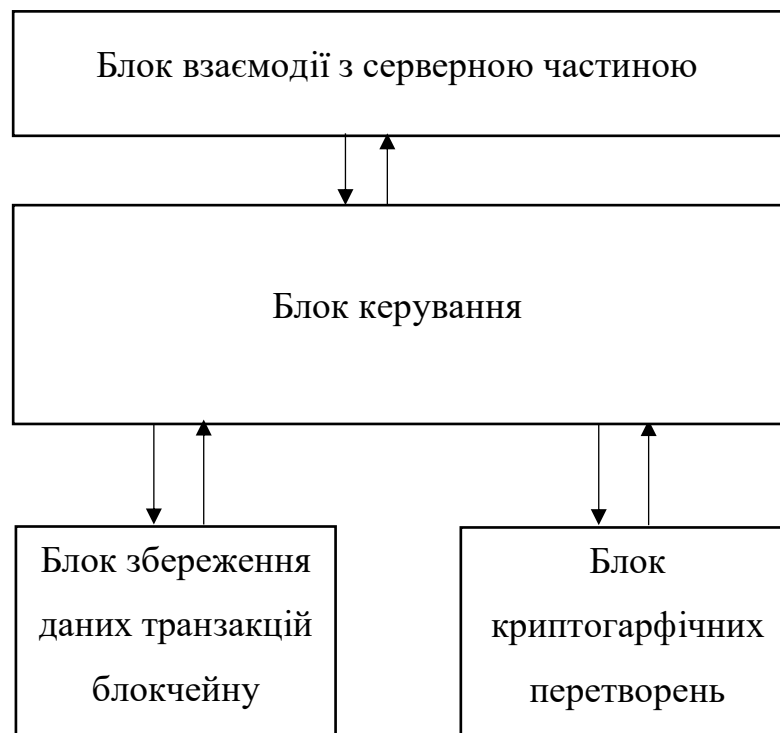 Блок взаємодії з серверною частиною
Блок керування
Блок збереження
даних транзакцій
блокчейну
Блок
криптогарфічних
перетворень